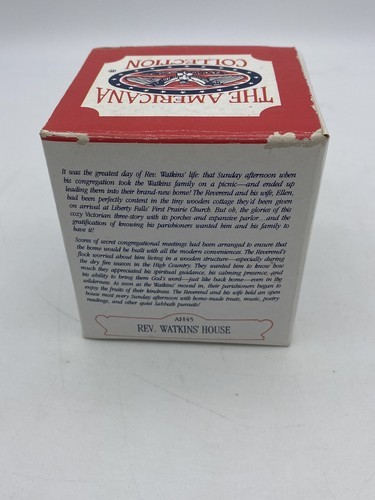 THE AMERICANA
COLLECTION®
It was the greatest day of Rev. Watkins' life: that Sunday afternoon when
his congregation took the Watkins family on a picnic—and ended up
leading them into their brand-new home! The Reverend and his wife, Ellen,
had been perfectly content in the tiny wooden cottage they'd been given
on arrival at Liberty Falls' First Prairie Church. But oh, the glories of this
cozy Victorian three-story with its porches and expansive parlor...and the
gratification of knowing his parishioners wanted him and his family to
have it!
Scores of secret congregational meetings had been arranged to ensure that
the home would be built with all the modern conveniences. The Reverend's
flock worried about him living in a wooden structure—especially during
the dry fire season in the High Country. They wanted him to know how
much they appreciated his spiritual guidance, his calming presence, and
his ability to bring them God's word—just like back home—even in the
wilderness. As soon as the Watkins' moved in, their parishioners began to
enjoy the fruits of their kindness. The Reverend and his wife held an open
house most every Sunday afternoon with home-made treats, music, poetry
readings, and other quiet Sabbath pursuits!
AH45
REV. WATKINS' HOUSE